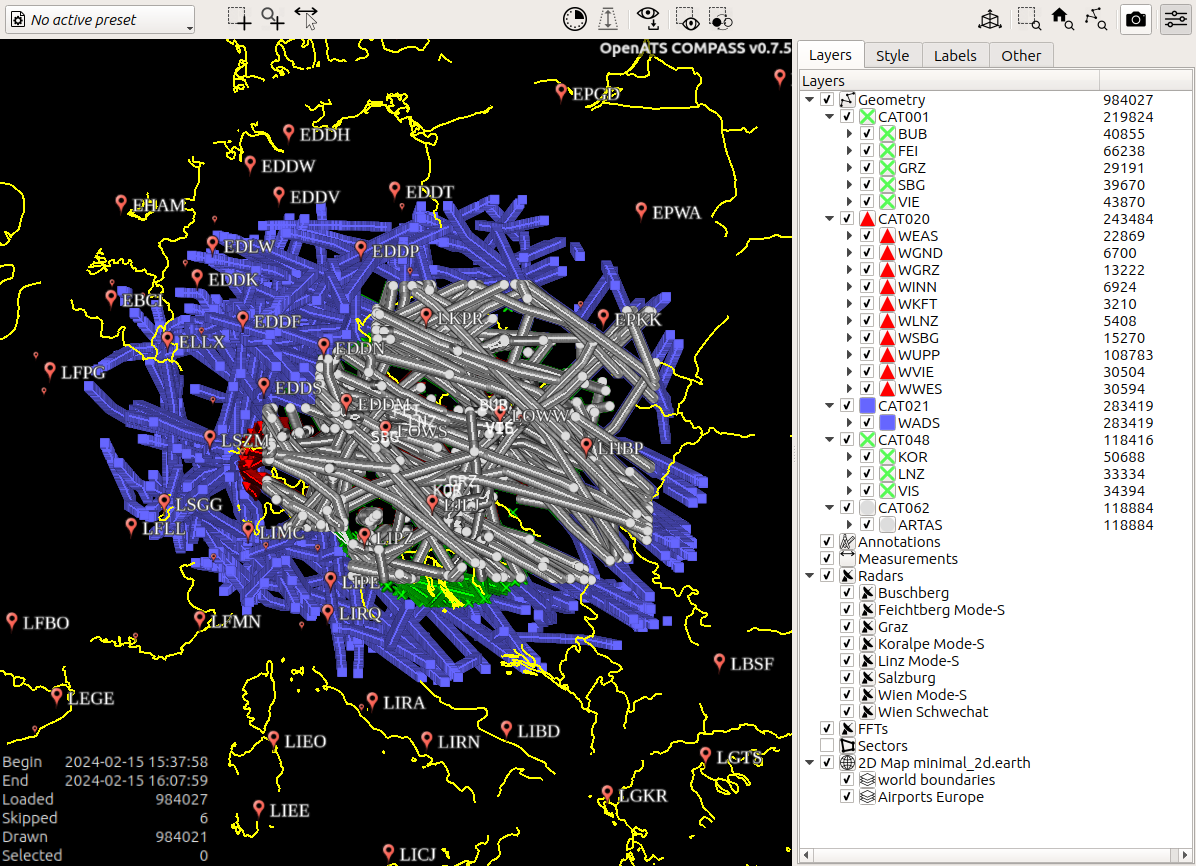 No active preset
OpenATS COMPASS v0.7.5
EPGD
EDDH
EDDW
EDDV
EDDT
EHAM
EPWA
EDLW
EDDP
EDDK
EBCI
EDDF
LKPR
EPKK
ELLX
EDDN
LFPG
EDDS
EDDM
BUB
LOWW
VIE
SBG
LOWS
LSZM
LHBP
GRZ
KOR
LJLJ
LSGG
LFLL
LIMC
LIPZ
LIPE
LIRQ
LFBO
LFMN
LBSF
LEGE
LIRA
LIBD
LIEO
LIRN
LGTS
LGKR
LIEE
LICJ
Begin 2024-02-15 15:37:58
End 2024-02-15 16:07:59
Loaded 984027
Skipped 6
Drawn 984021
Selected 0
Layers Style Labels Other
Layers
Geometry 984027
CAT001 219824
BUB 40855
FEI 66238
GRZ 29191
SBG 39670
VIE 43870
CAT020 243484
WEAS 22869
WGND 6700
WGRZ 13222
WINN 6924
WKFT 3210
WLNZ 5408
WSBG 15270
WUPP 108783
WVIE 30504
WWES 30594
CAT021 283419
WADS 283419
CAT048 118416
KOR 50688
LNZ 33334
VIS 34394
CAT062 118884
ARTAS 118884
Annotations
Measurements
Radars
Buschberg
Feichtberg Mode-S
Graz
Koralpe Mode-S
Linz Mode-S
Salzburg
Wien Mode-S
Wien Schwechat
FFTs
Sectors
2D Map minimal_2d.earth
world boundaries
Airports Europe